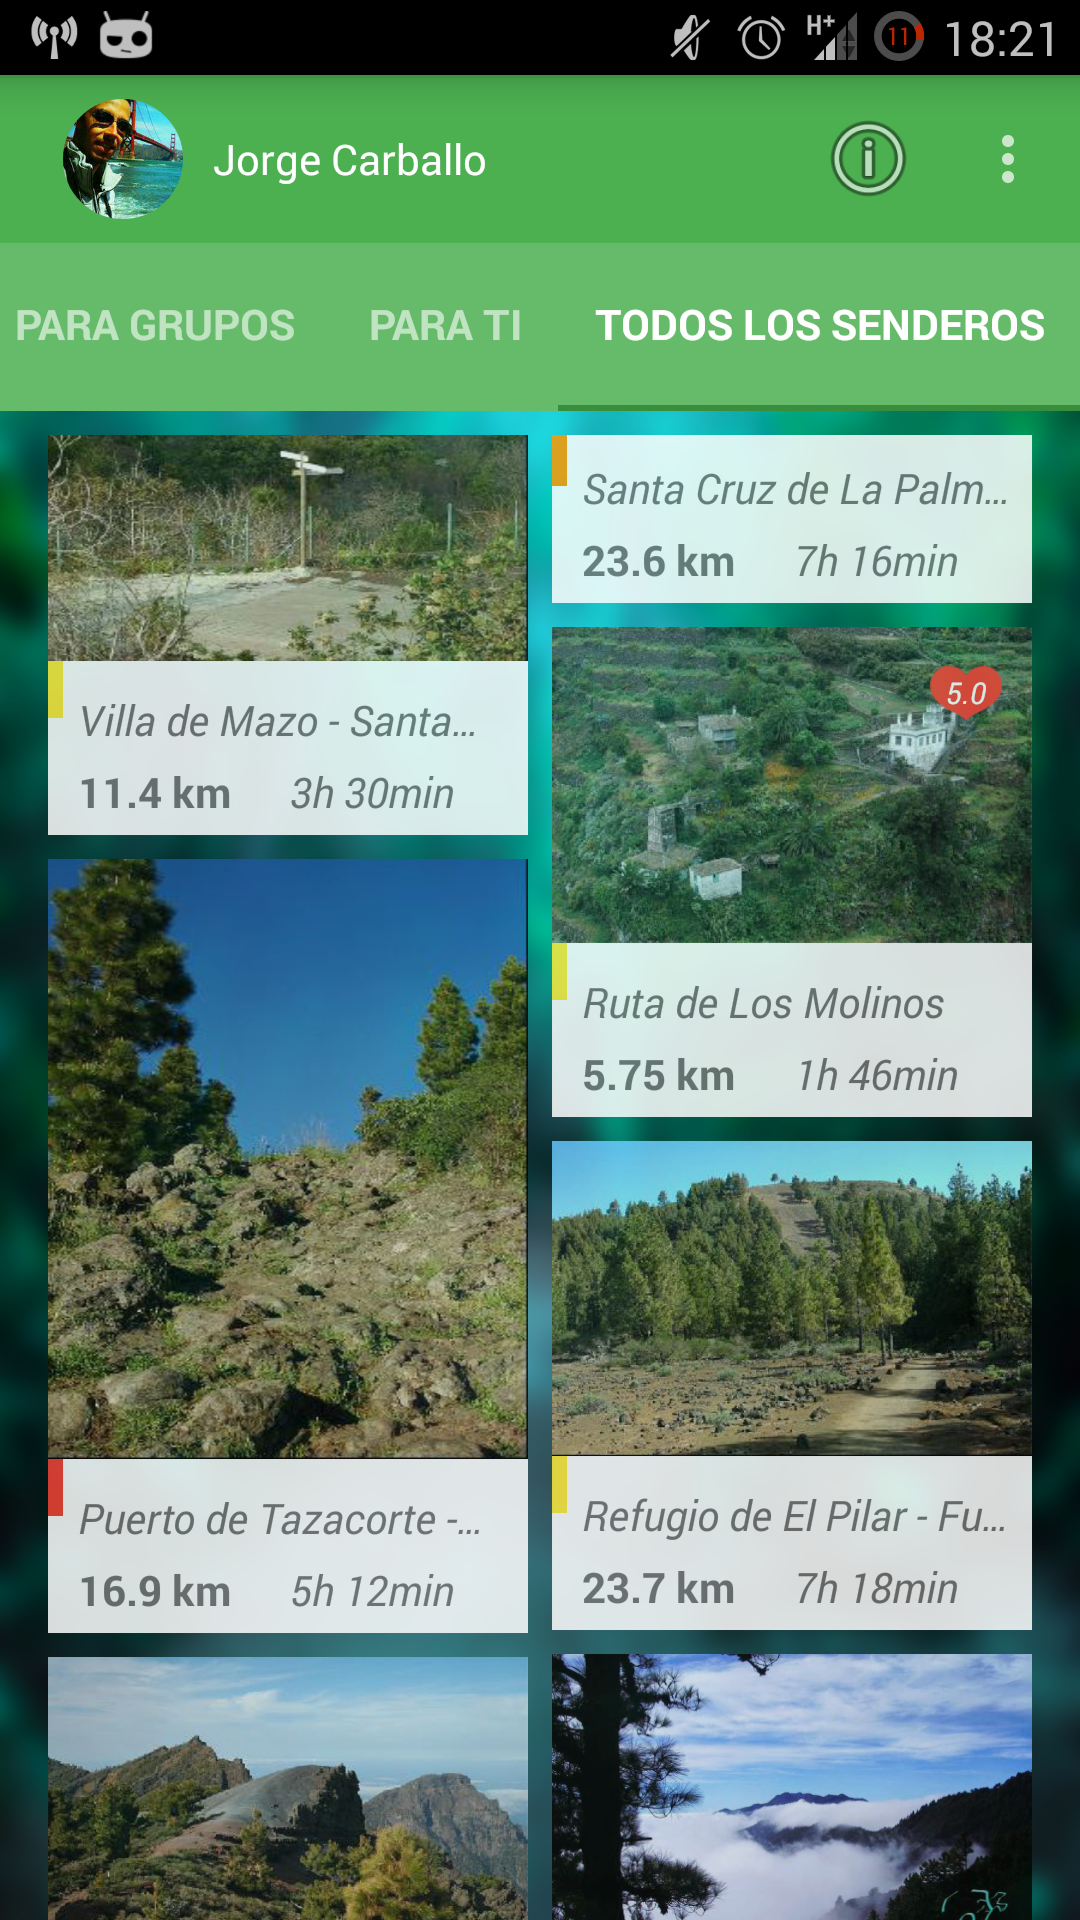 H+
11
18:21
Jorge Carballo
PARA GRUPOS
PARA TI
TODOS LOS SENDEROS
Villa de Mazo - Santa...
11.4 km
3h 30min
Santa Cruz de La Palm...
23.6 km
7h 16min
5.0
Ruta de Los Molinos
5.75 km
1h 46min
Puerto de Tazacorte -...
16.9 km
5h 12min
Refugio de El Pilar - Fu...
23.7 km
7h 18min